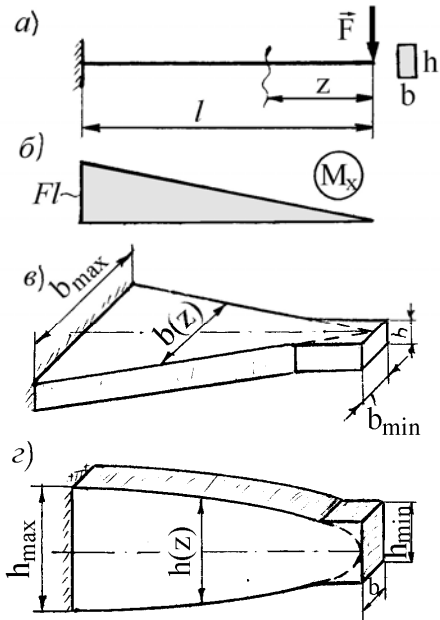 а)
F
h
b
z
l
б)
Fl
Mx
в)
bmax
b(z)
h
bmin
г)
hmax
h(z)
hmin
b